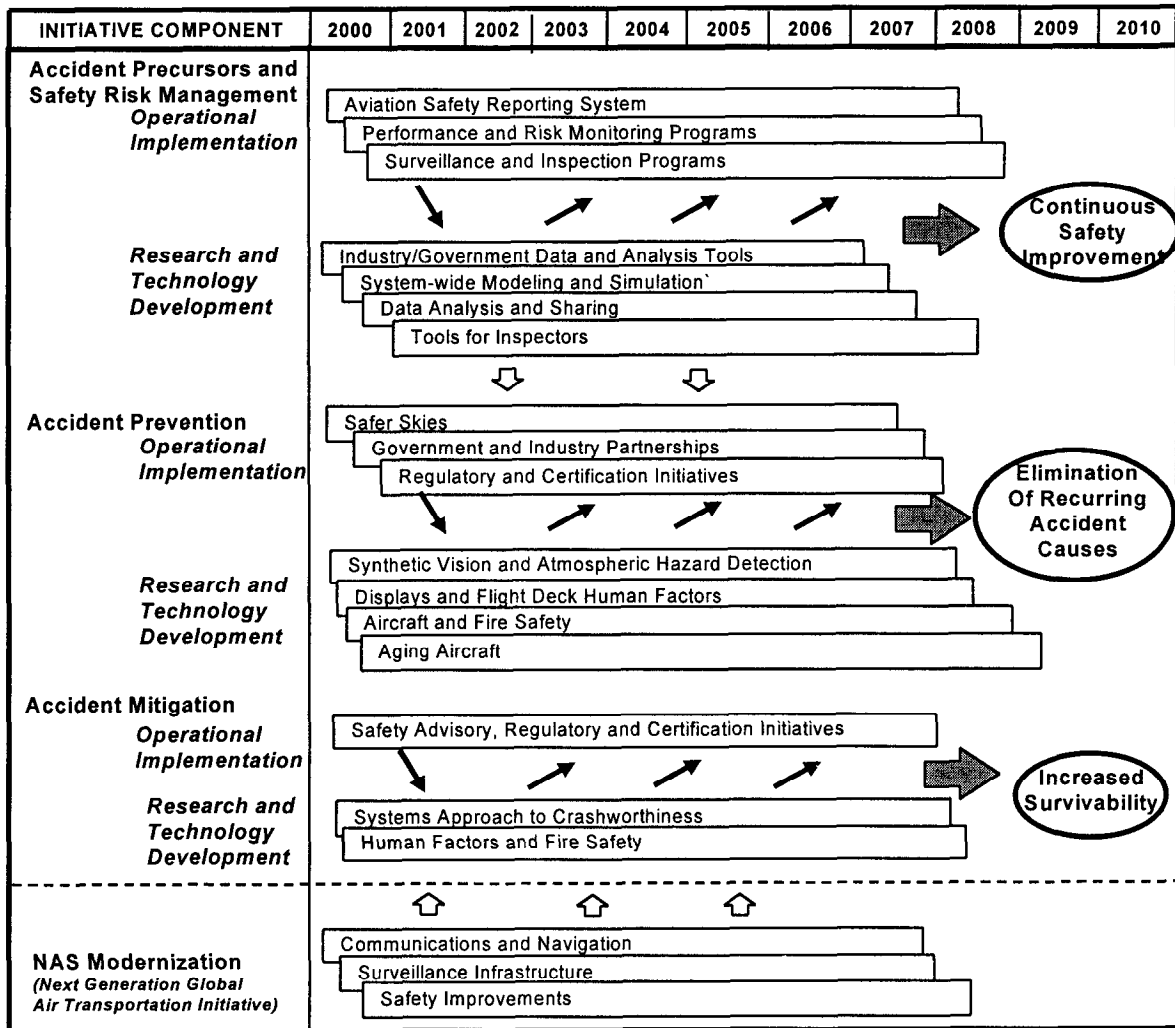 INITIATIVE COMPONENT 2000 2001 2002 2003 2004 2005 2006 2007 2008 2009 2010
Accident Precursors and
Safety Risk Management
Operational
Implementation
Aviation Safety Reporting System
Performance and Risk Monitoring Programs
Surveillance and Inspection Programs
Continuous
Safety
Improvement
Research and
Technology
Development
Industry/Government Data and Analysis Tools
System-wide Modeling and Simulation`
Data Analysis and Sharing
Tools for Inspectors
Accident Prevention
Operational
Implementation
Safer Skies
Government and Industry Partnerships
Regulatory and Certification Initiatives
Elimination
Of Recurring
Accident
Causes
Research and
Technology
Development
Synthetic Vision and Atmospheric Hazard Detection
Displays and Flight Deck Human Factors
Aircraft and Fire Safety
Aging Aircraft
Accident Mitigation
Operational
Implementation
Safety Advisory, Regulatory and Certification Initiatives
Increased
Survivability
Research and
Technology
Development
Systems Approach to Crashworthiness
Human Factors and Fire Safety
NAS Modernization
(Next Generation Global
Air Transportation Initiative)
Communications and Navigation
Surveillance Infrastructure
Safety Improvements